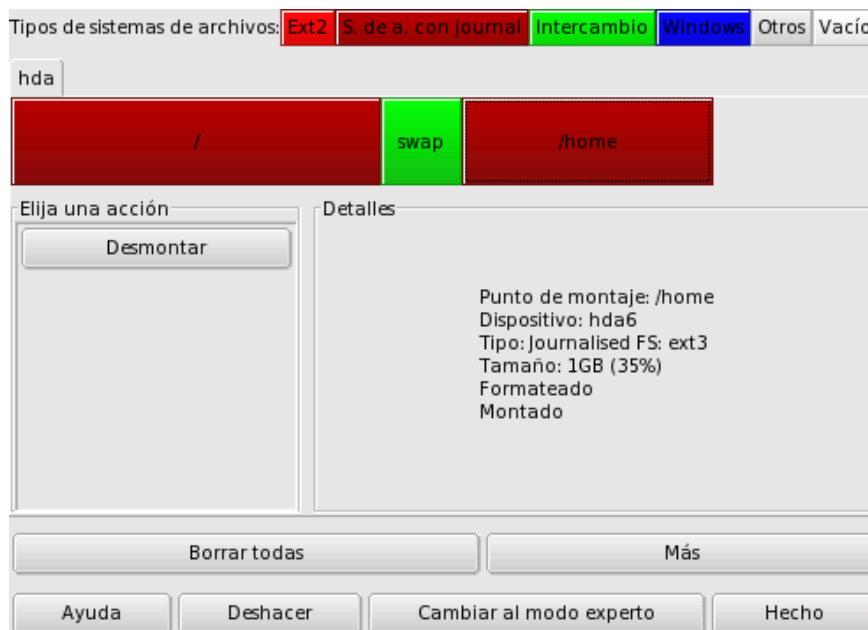 Tipos de sistemas de archivos: Ext2 S. de a. con journal Intercambio Windows Otros Vacío
hda
/ swap /home
Elija una acción Detalles
Desmontar
Punto de montaje: /home
Dispositivo: hda6
Tipo: Journalised FS: ext3
Tamaño: 1GB (35%)
Formateado
Montado
Borrar todas Más
Ayuda Deshacer Cambiar al modo experto Hecho